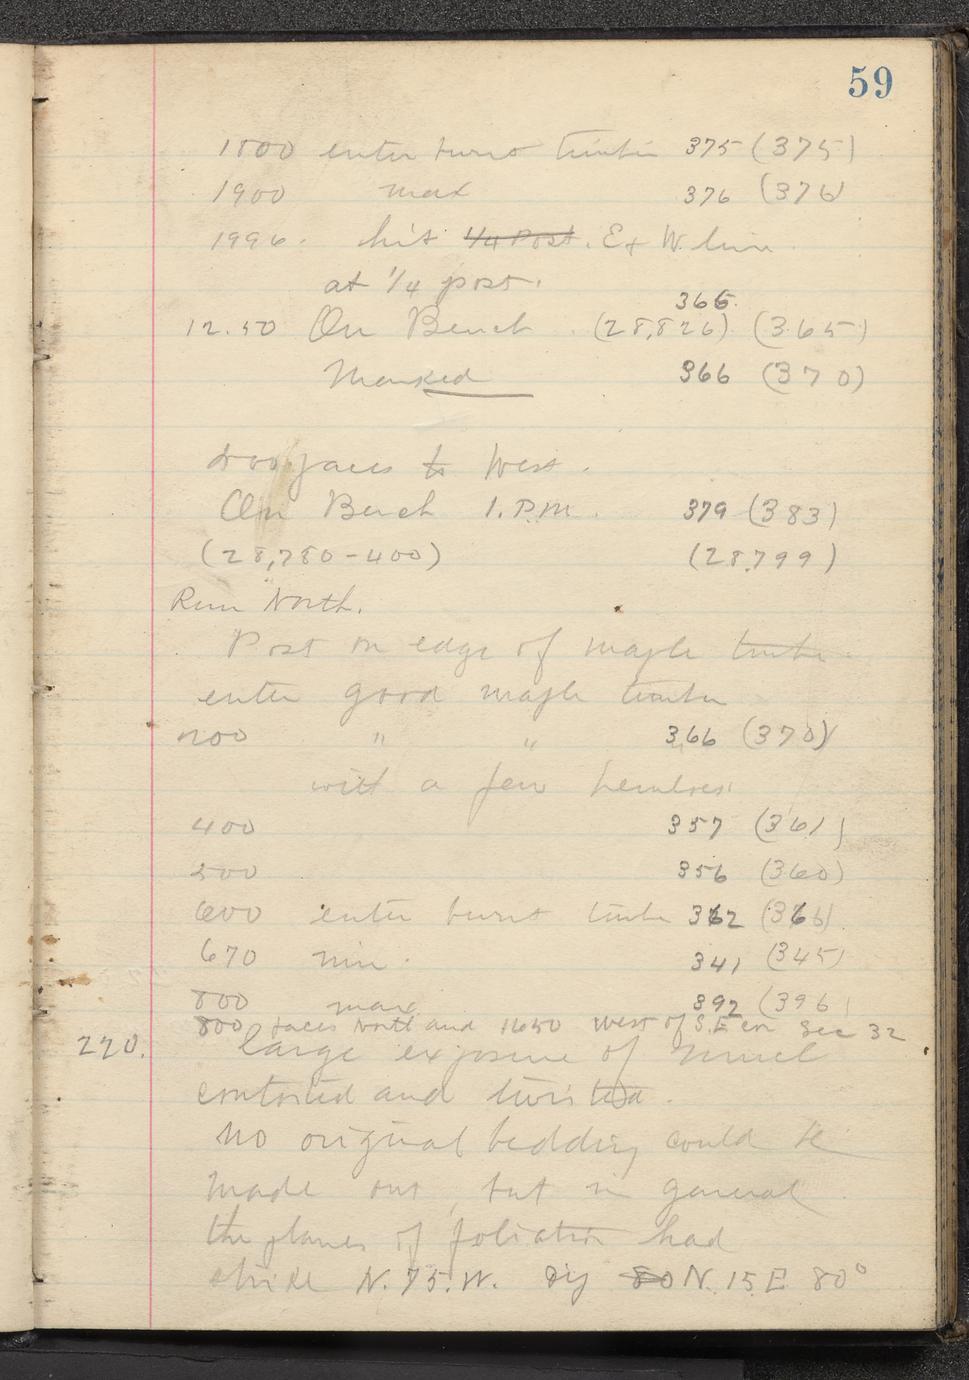 59
1800 enter burnt timber 375 (375)
1900 max 376 (376)
1996. hit 1/4 Post. E & W. line
at 1/4 post.
366.
12.50 On Bench (28,826) (365)
Marked 366 (370)
paces to West.
On Bench 1. P.M. 379 (383)
(28,780-400) (28,799)
Run North.
Post on edge of maple timber
enter good maple timber
200 " " 366 (370)
with a few hemlocks
400 357 (361)
500 356 (360)
600 enter burnt timber 362 (366)
670 min. 341 (345)
800 max 392 (396)
800 paces North and 1650 West of S.E cor Sec 32
220. large exposure of
contorted and twisted.
No original bedding could be
made out, but in general
the planes of foliation had
strike N. 75. W. Dip 80 N. 15 E 80°